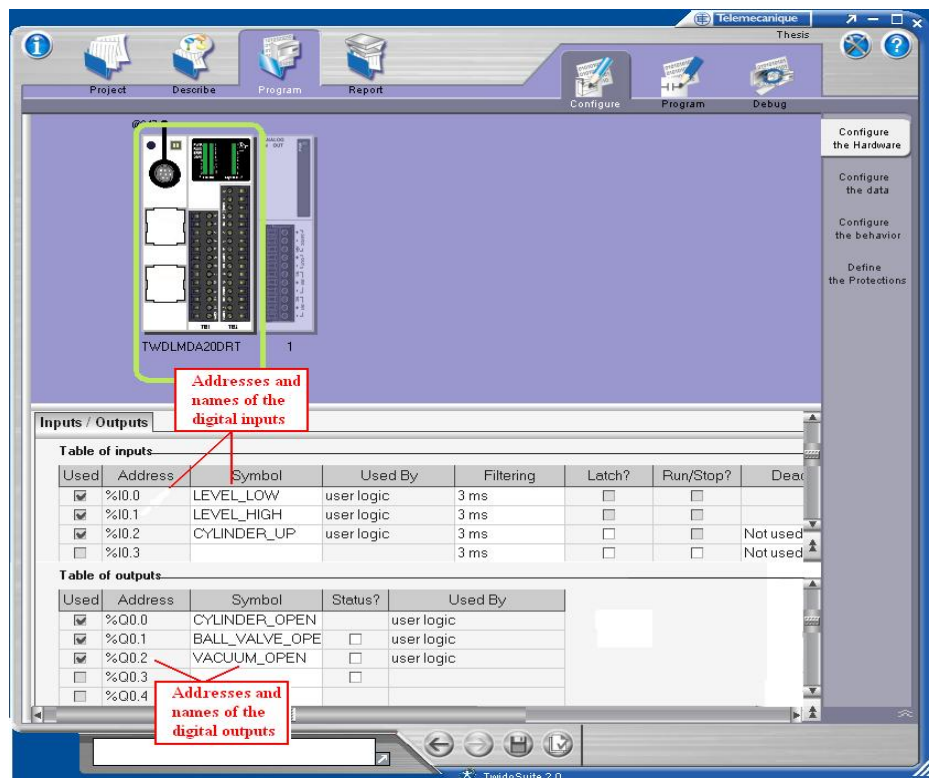 Telemecanique
Thesis
Project
Describe
Program
Report
Configure
Program
Debug
Configure
the Hardware
Configure
the data
Configure
the behavior
Define
the Protections
TWDLMDA20DRT
1
Addresses and
names of the
digital inputs
Inputs / Outputs
Table of inputs
Used Address Symbol Used By Filtering Latch? Run/Stop?
%I0.0 LEVEL_LOW user logic 3 ms
%I0.1 LEVEL_HIGH user logic 3 ms
%I0.2 CYLINDER_UP user logic 3 ms Not used
%I0.3 3 ms Not used
Table of outputs
Used Address Symbol Status? Used By
%Q0.0 CYLINDER_OPEN user logic
%Q0.1 BALL_VALVE_OPE user logic
%Q0.2 VACUUM_OPEN user logic
%Q0.3
%Q0.4
Addresses and
names of the
digital outputs
TwidoSuite 2.0